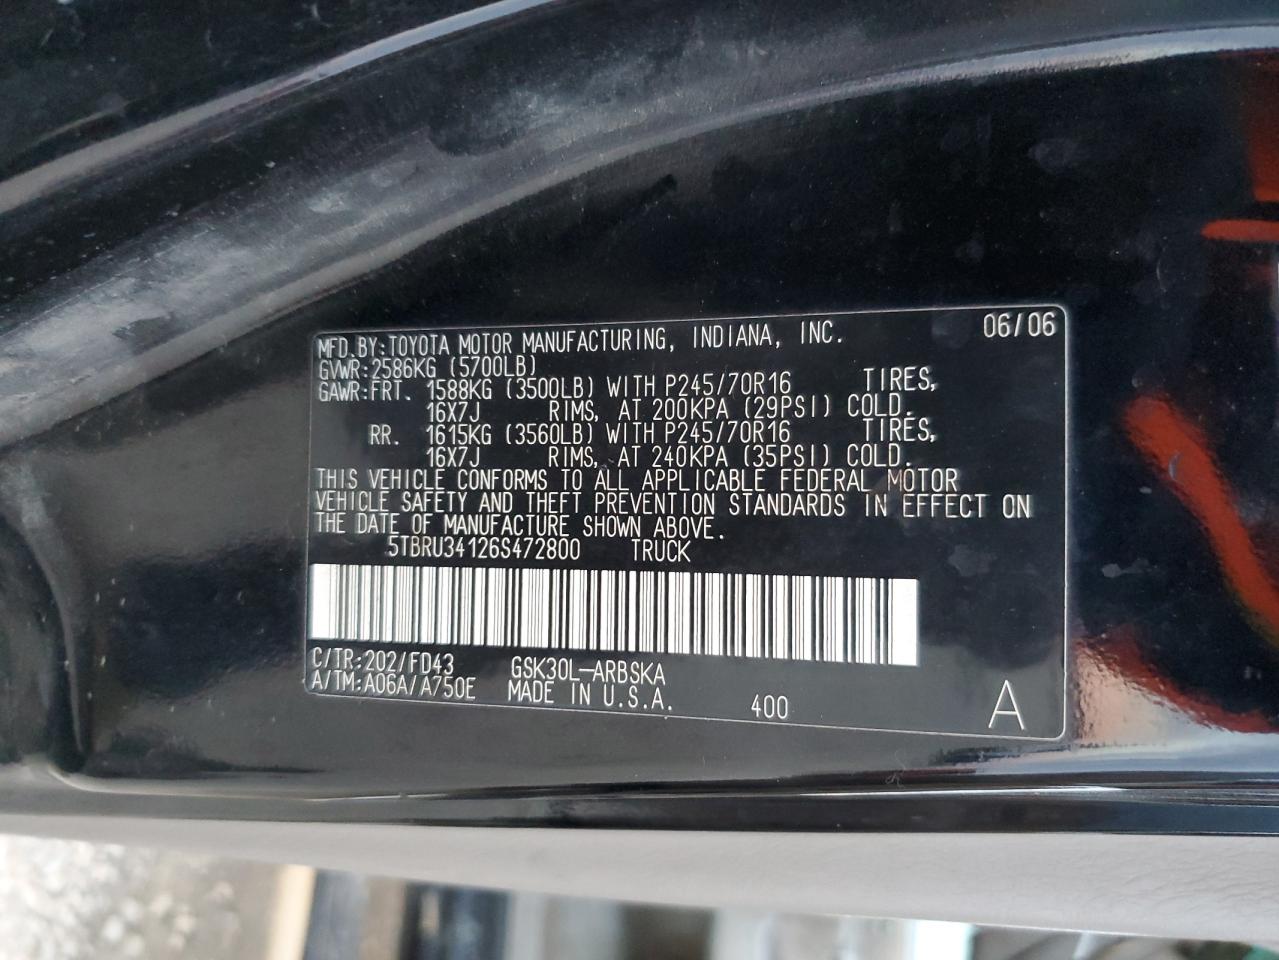 MFD.BY:TOYOTA MOTOR MANUFACTURING, INDIANA, INC. 06/06
GVWR:2586KG (5700LB)
GAWR:FRT. 1588KG (3500LB) WITH P245/70R16 TIRES,
16X7J RIMS, AT 200KPA (29PSI) COLD.
RR. 1615KG (3560LB) WITH P245/70R16 TIRES,
16X7J RIMS, AT 240KPA (35PSI) COLD.
THIS VEHICLE CONFORMS TO ALL APPLICABLE FEDERAL MOTOR
VEHICLE SAFETY AND THEFT PREVENTION STANDARDS IN EFFECT ON
THE DATE OF MANUFACTURE SHOWN ABOVE.
5TBRU34126S472800 TRUCK
C/TR:202/FD43 GSK30L-ARBSKA
A/TM:A06A/A750E MADE IN U.S.A. 400 A